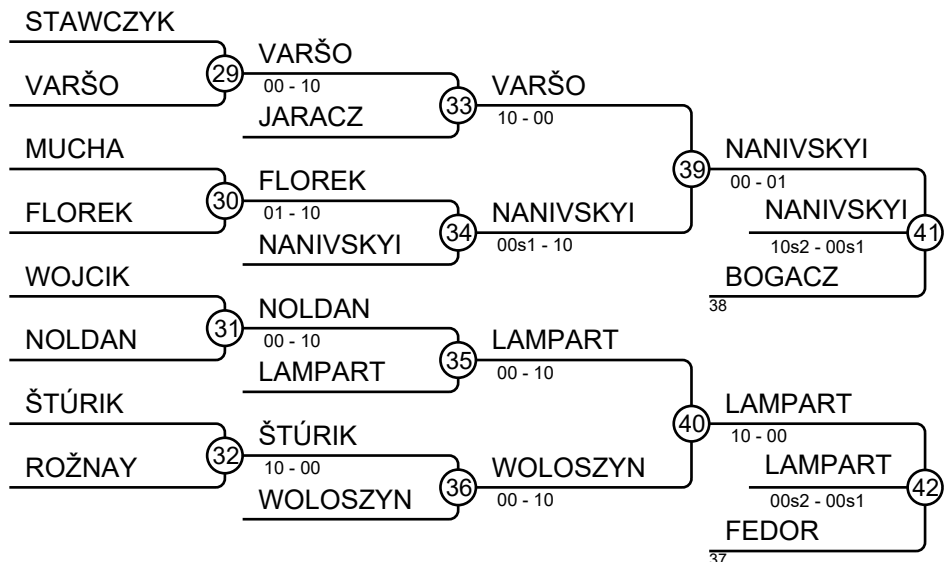 STAWCZYK
VARŠO
29
VARŠO
00 - 10
VARŠO
33
JARACZ
10 - 00
MUCHA
39
NANIVSKYI
00 - 01
FLOREK
30
FLOREK
01 - 10
NANIVSKYI
34
NANIVSKYI
00s1 - 10
NANIVSKYI
41
10s2 - 00s1
WOJCIK
BOGACZ
38
31
NOLDAN
00 - 10
NOLDAN
LAMPART
35
LAMPART
00 - 10
ŠTÚRIK
40
LAMPART
10 - 00
ŠTÚRIK
32
10 - 00
ROŽNAY
WOLOSZYN
36
WOLOSZYN
00 - 10
LAMPART
42
00s2 - 00s1
FEDOR
37